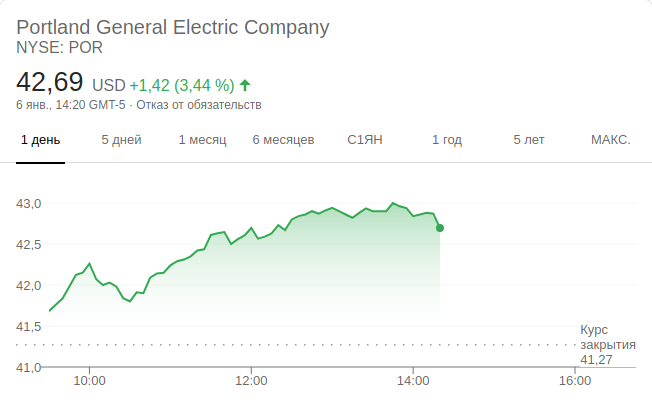 Portland General Electric Company
NYSE: POR
42,69 USD +1,42 (3,44 %)
6 янв., 14:20 GMT-5 · Отказ от обязательств
1 день 5 дней 1 месяц 6 месяцев С1ЯН 1 год 5 лет МАКС.
43,0
42,5
42,0
41,5
Курс
закрытия
41,27
41,0
10:00 12:00 14:00 16:00